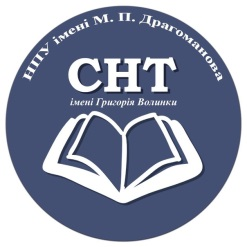 НПУ імені М. П. Драгоманова
СНТ
імені Григорія Волинки